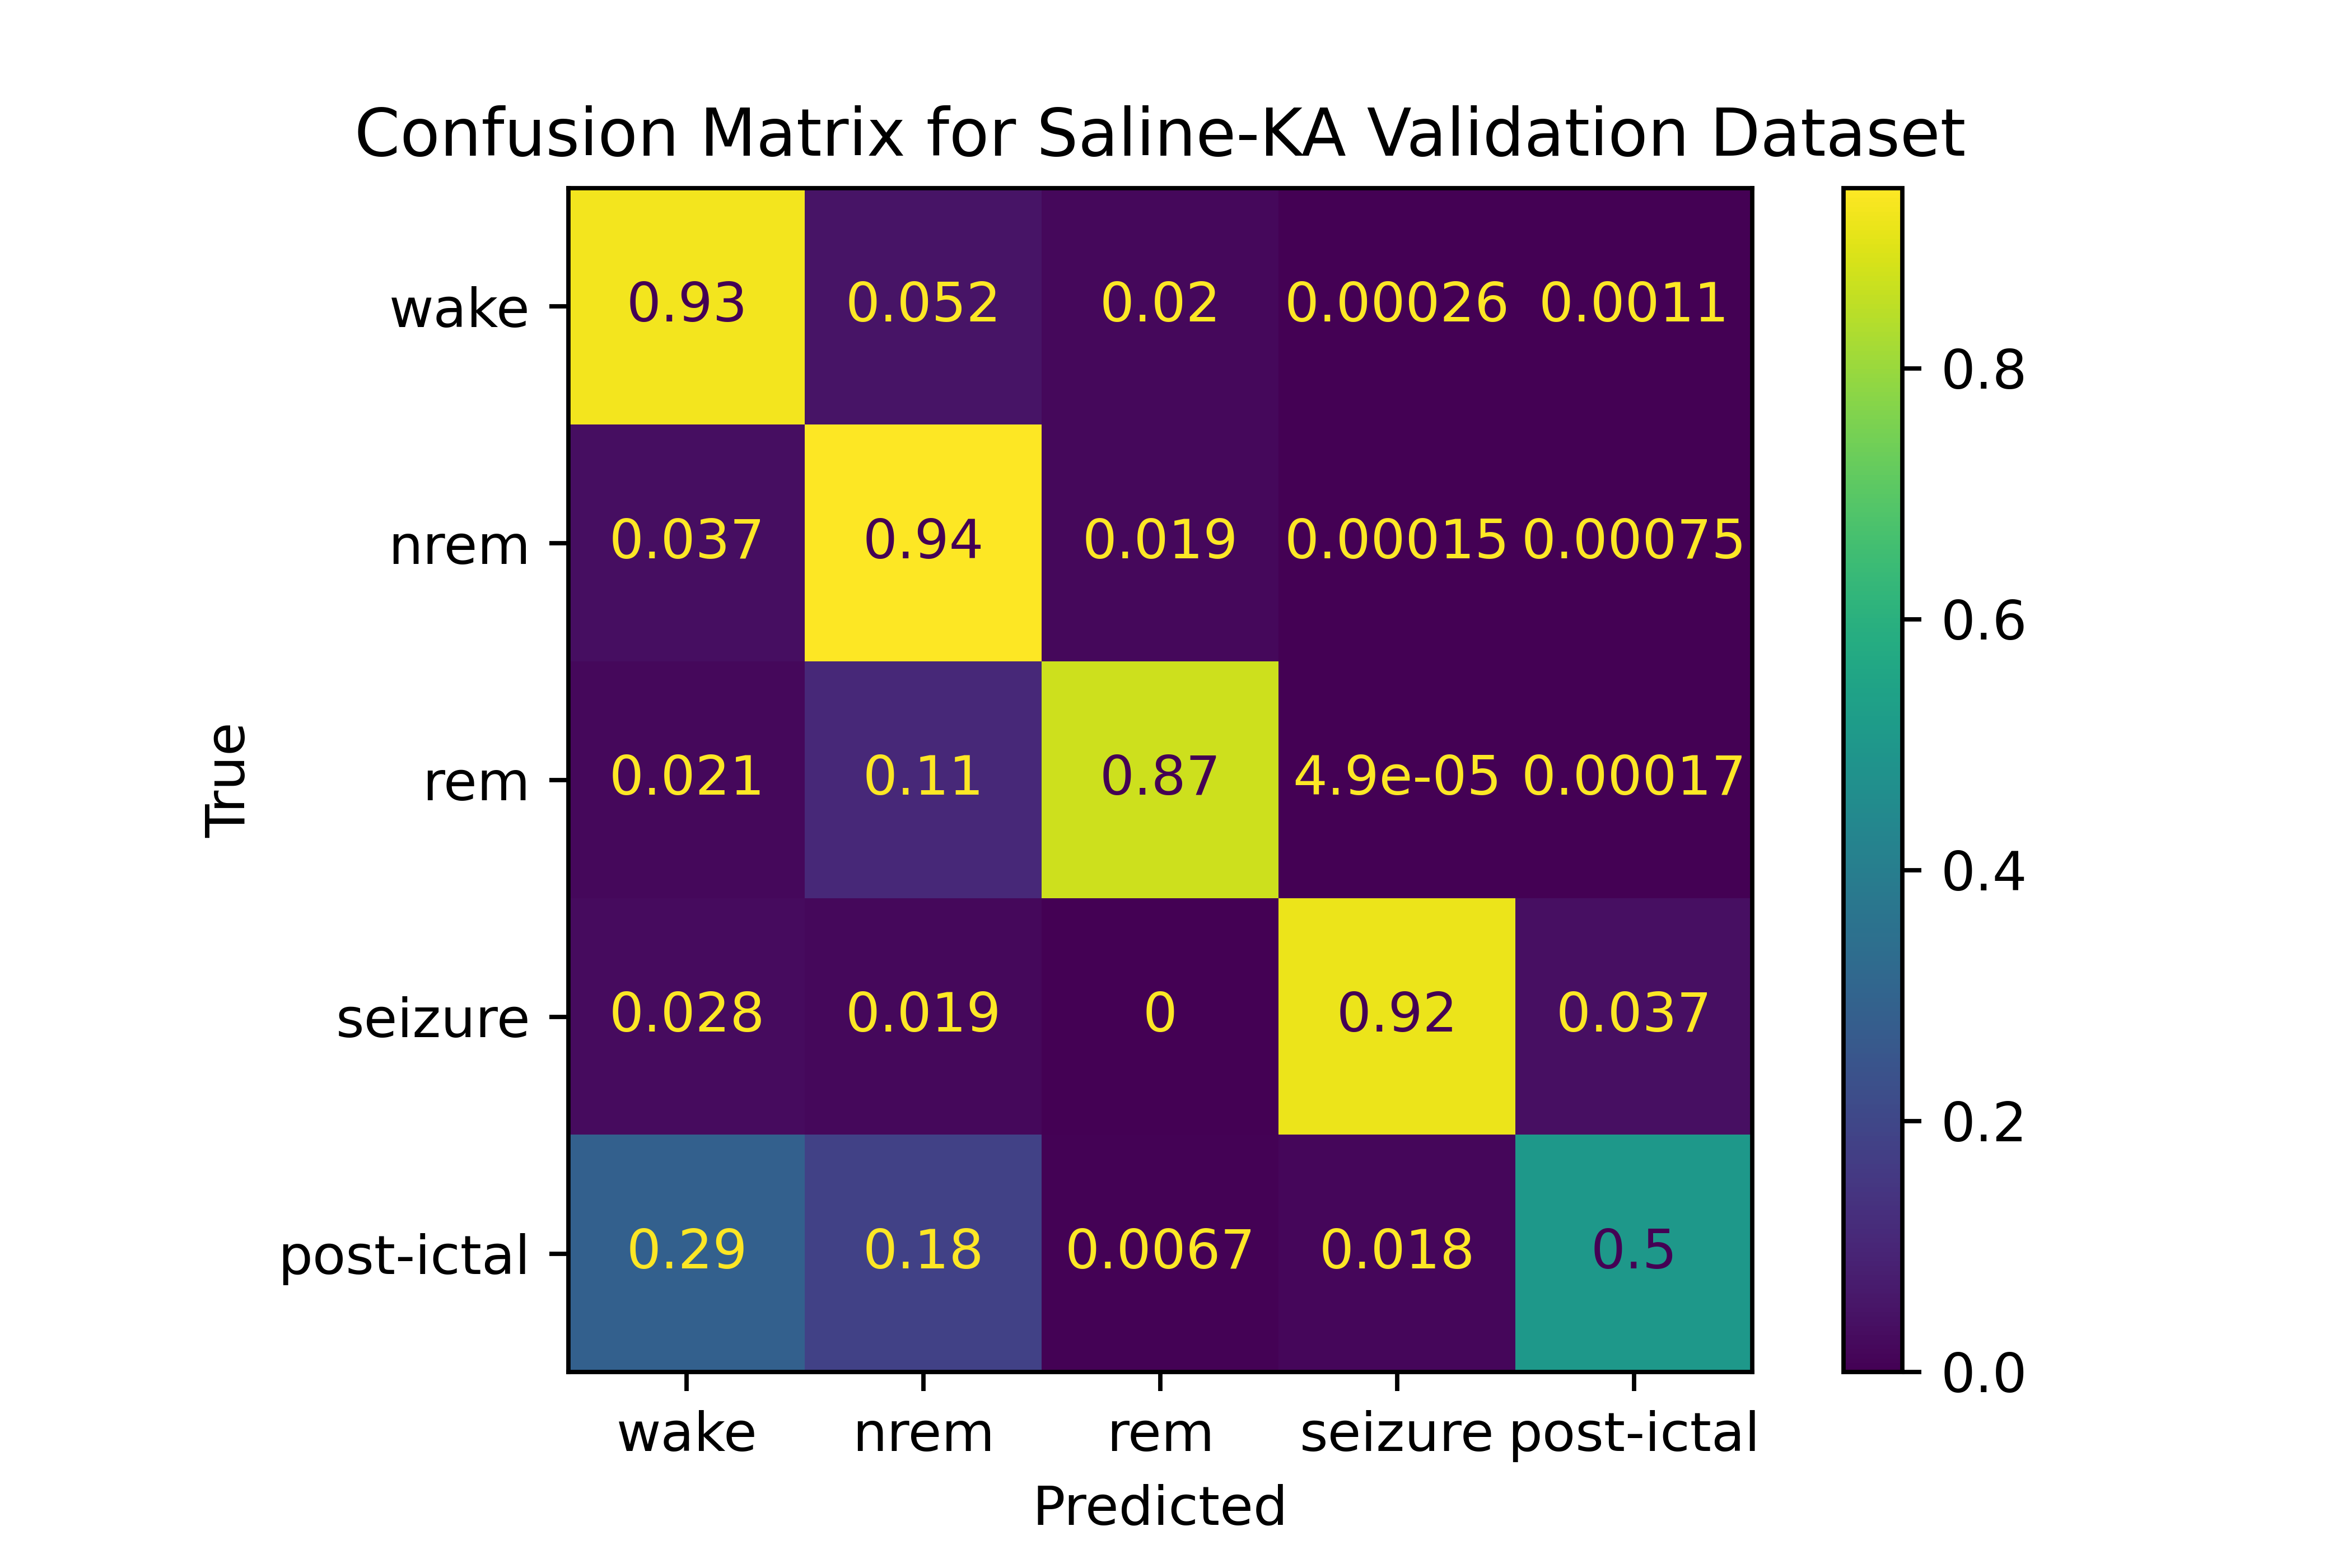 Confusion Matrix for Saline-KA Validation Dataset
wake 0.93 0.052 0.02 0.00026 0.0011
nrem 0.037 0.94 0.019 0.00015 0.00075
rem 0.021 0.11 0.87 4.9e-05 0.00017
seizure 0.028 0.019 0 0.92 0.037
post-ictal 0.29 0.18 0.0067 0.018 0.5
wake nrem rem seizure post-ictal
Predicted
True
0.8
0.6
0.4
0.2
0.0